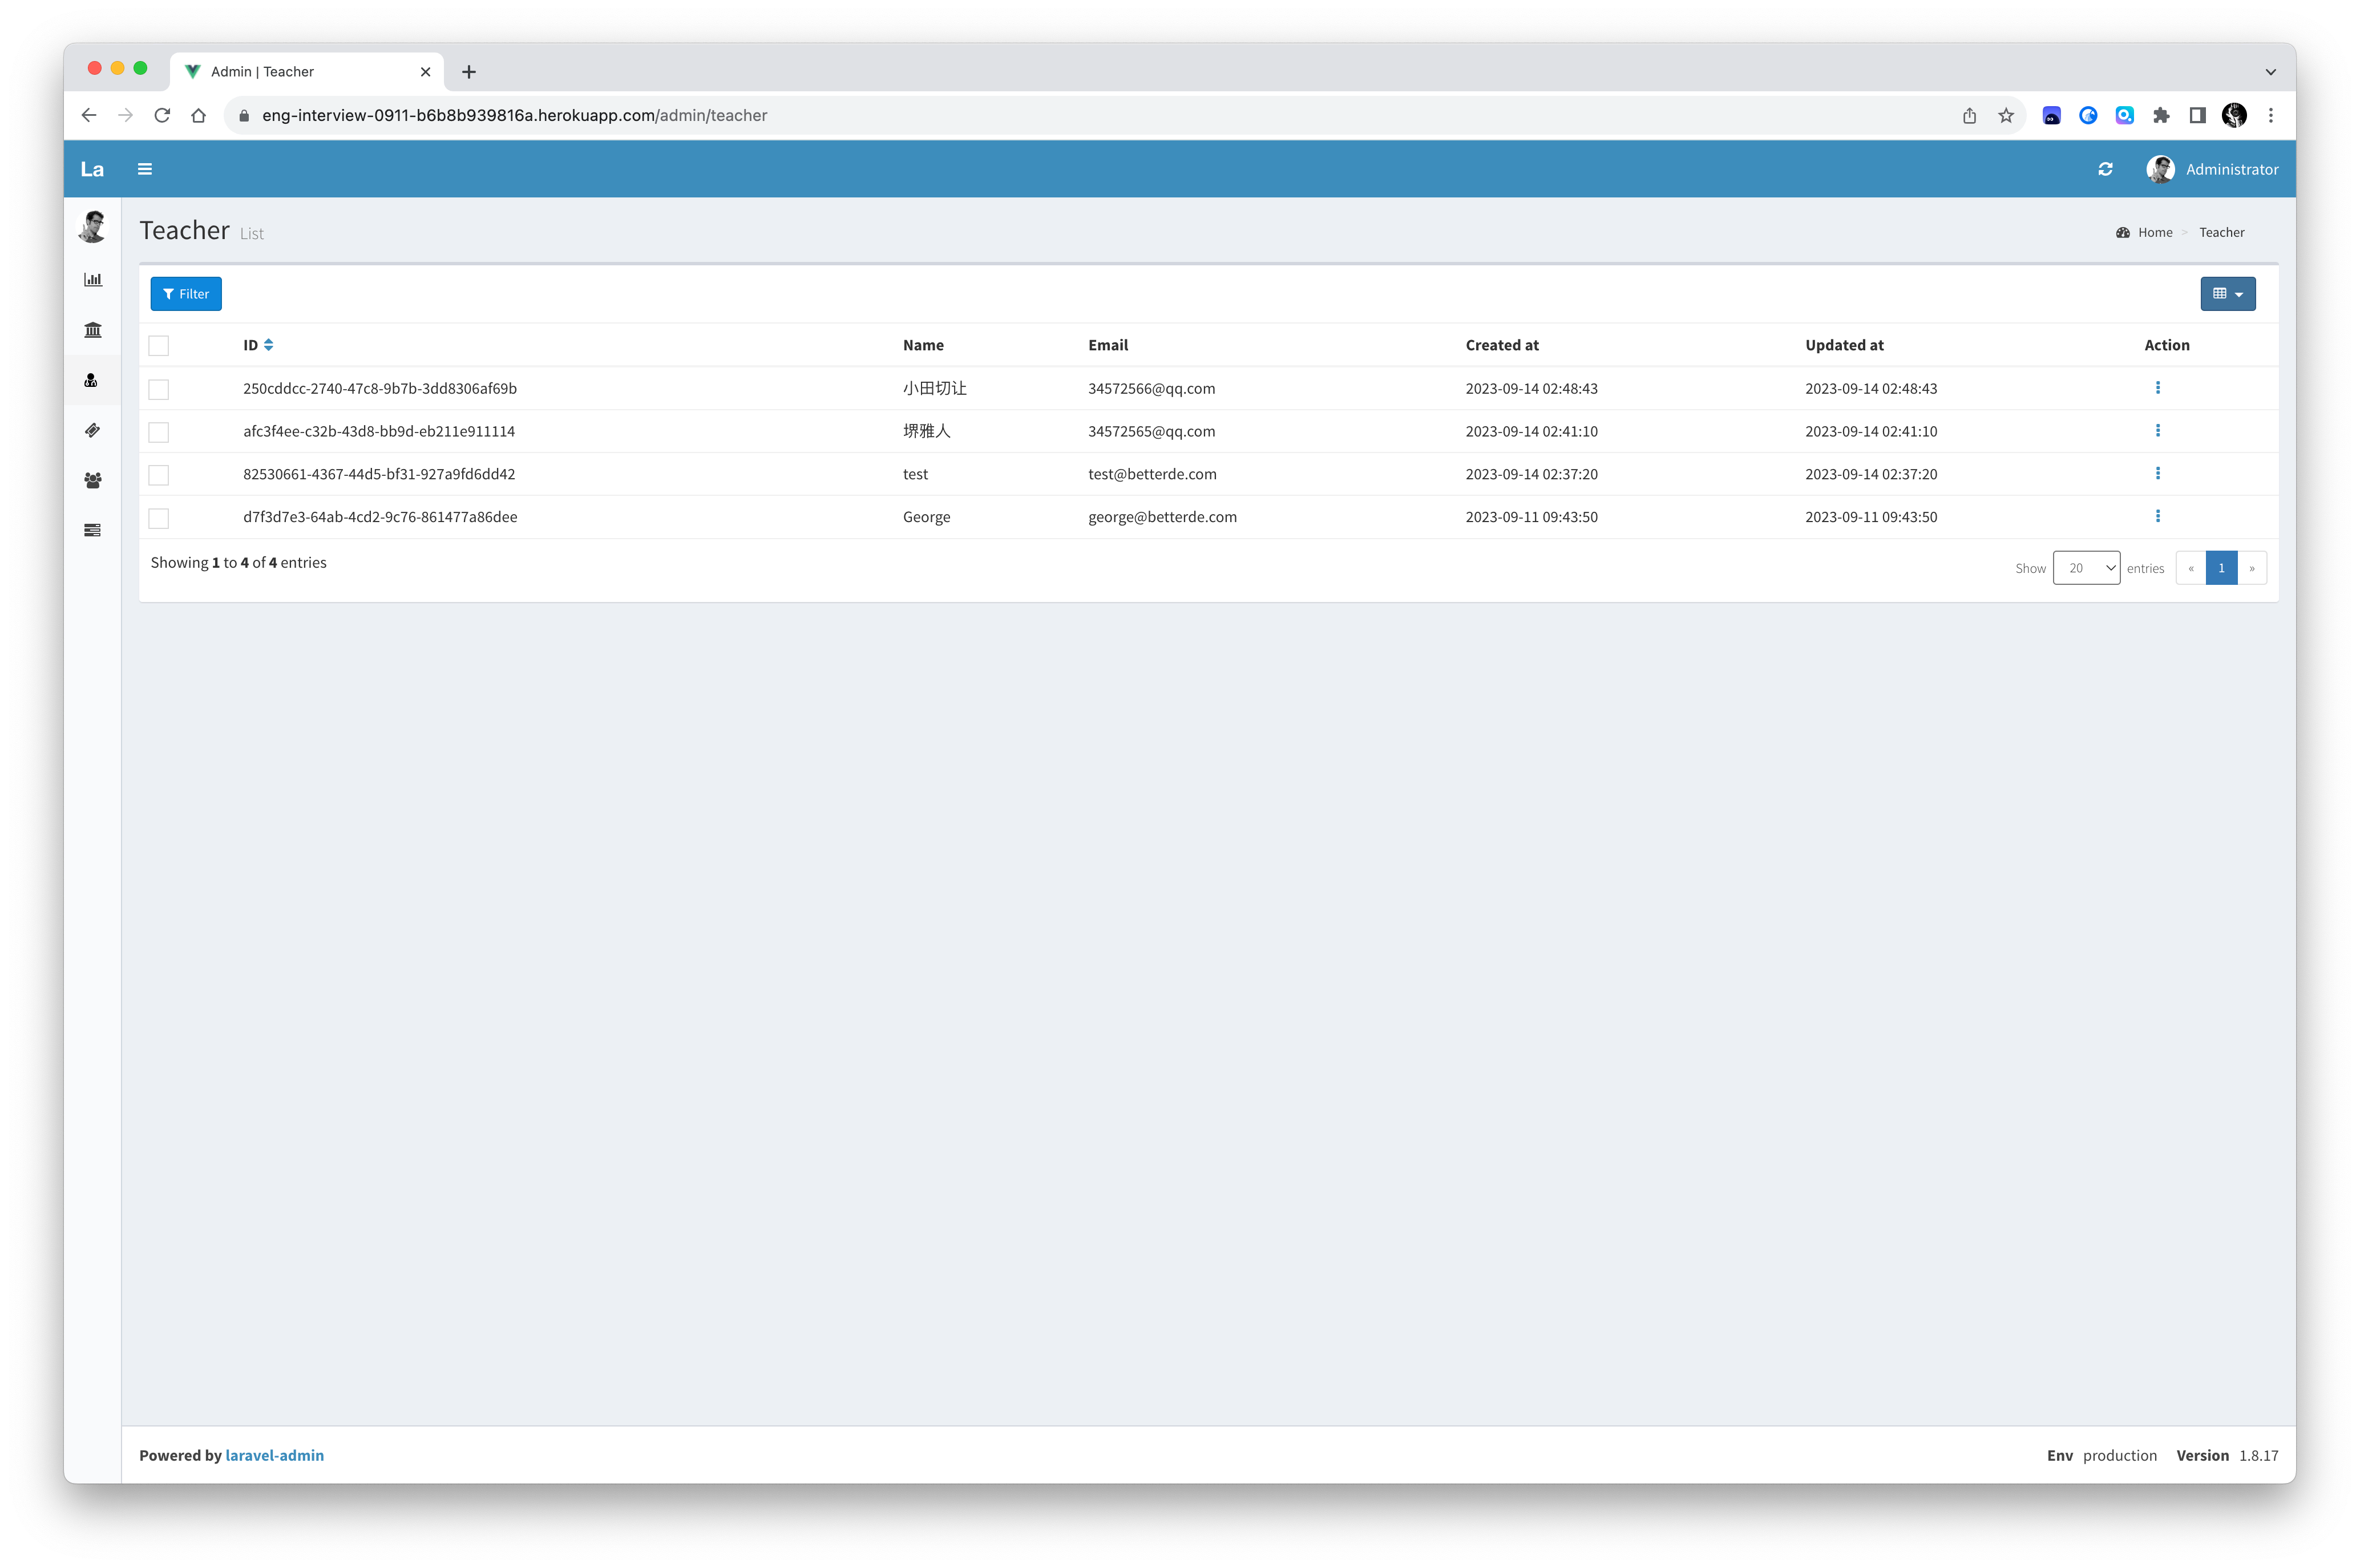 Admin | Teacher
eng-interview-0911-b6b8b939816a.herokuapp.com/admin/teacher
La
Administrator
Teacher List
Home > Teacher
Filter
ID Name Email Created at Updated at Action
250cddcc-2740-47c8-9b7b-3dd8306af69b 小田切让 34572566@qq.com 2023-09-14 02:48:43 2023-09-14 02:48:43
afc3f4ee-c32b-43d8-bb9d-eb211e911114 堺雅人 34572565@qq.com 2023-09-14 02:41:10 2023-09-14 02:41:10
82530661-4367-44d5-bf31-927a9fd6dd42 test test@betterde.com 2023-09-14 02:37:20 2023-09-14 02:37:20
d7f3d7e3-64ab-4cd2-9c76-861477a86dee George george@betterde.com 2023-09-11 09:43:50 2023-09-11 09:43:50
Showing 1 to 4 of 4 entries
Show 20 entries « 1 »
Powered by laravel-admin
Env production Version 1.8.17